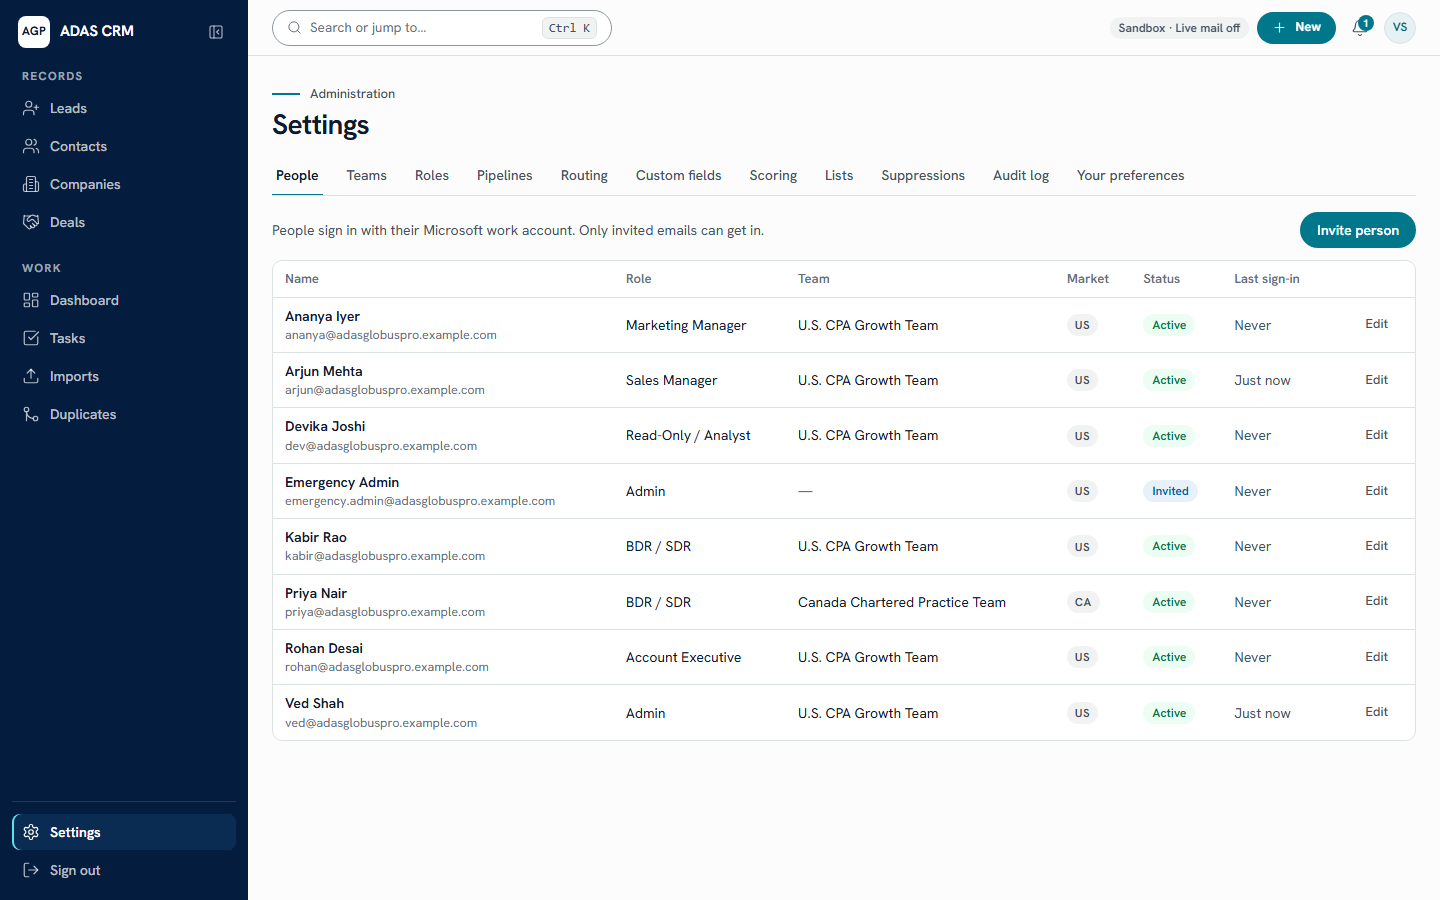 AGP ADAS CRM
RECORDS
Leads
Contacts
Companies
Deals
WORK
Dashboard
Tasks
Imports
Duplicates
Settings
Sign out
Search or jump to... Ctrl K
Sandbox · Live mail off
New
1
VS
Administration
Settings
People Teams Roles Pipelines Routing Custom fields Scoring Lists Suppressions Audit log Your preferences
People sign in with their Microsoft work account. Only invited emails can get in.
Invite person
Name Role Team Market Status Last sign-in
Ananya Iyer
ananya@adasglobuspro.example.com
Marketing Manager U.S. CPA Growth Team US Active Never Edit
Arjun Mehta
arjun@adasglobuspro.example.com
Sales Manager U.S. CPA Growth Team US Active Just now Edit
Devika Joshi
dev@adasglobuspro.example.com
Read-Only / Analyst U.S. CPA Growth Team US Active Never Edit
Emergency Admin
emergency.admin@adasglobuspro.example.com
Admin — US Invited Never Edit
Kabir Rao
kabir@adasglobuspro.example.com
BDR / SDR U.S. CPA Growth Team US Active Never Edit
Priya Nair
priya@adasglobuspro.example.com
BDR / SDR Canada Chartered Practice Team CA Active Never Edit
Rohan Desai
rohan@adasglobuspro.example.com
Account Executive U.S. CPA Growth Team US Active Never Edit
Ved Shah
ved@adasglobuspro.example.com
Admin U.S. CPA Growth Team US Active Just now Edit